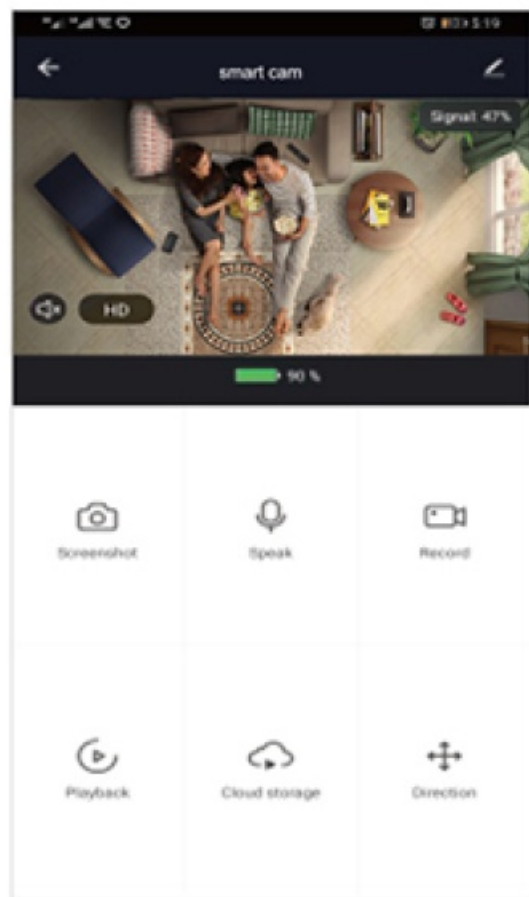 5:19
smart cam
Signal: 47%
HD
90 %
Screenshot
Speak
Record
Playback
Cloud storage
Direction